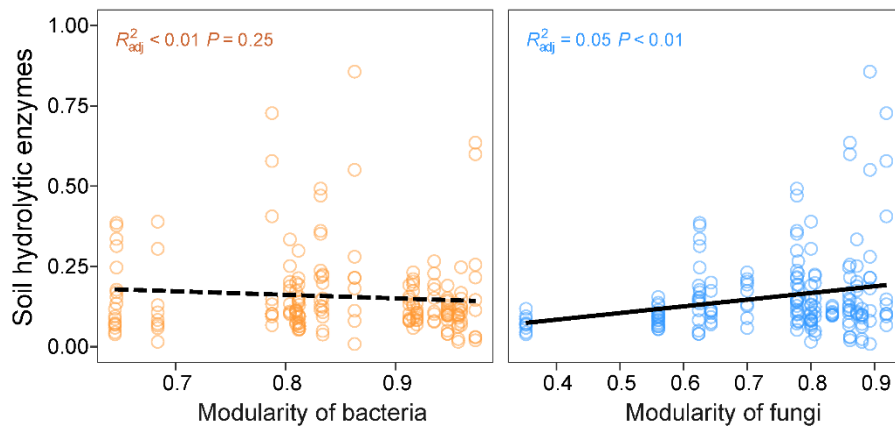 Soil hydrolytic enzymes
1.00
0.75
0.50
0.25
0.00
R²adj < 0.01 P = 0.25
0.7 0.8 0.9
Modularity of bacteria
R²adj = 0.05 P < 0.01
0.4 0.5 0.6 0.7 0.8 0.9
Modularity of fungi